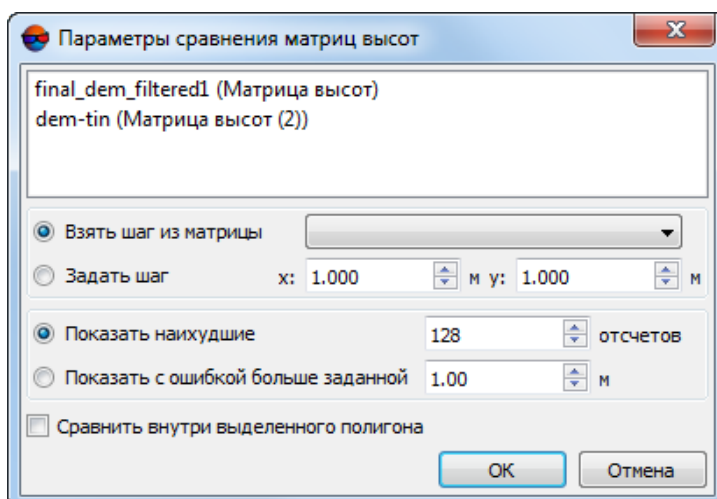 Параметры сравнения матриц высот
final_dem_filtered1 (Матрица высот)
dem-tin (Матрица высот (2))
Взять шаг из матрицы
Задать шаг x: 1.000 м y: 1.000 м
Показать наихудшие 128 отсчетов
Показать с ошибкой больше заданной 1.00 м
Сравнить внутри выделенного полигона
OK Отмена